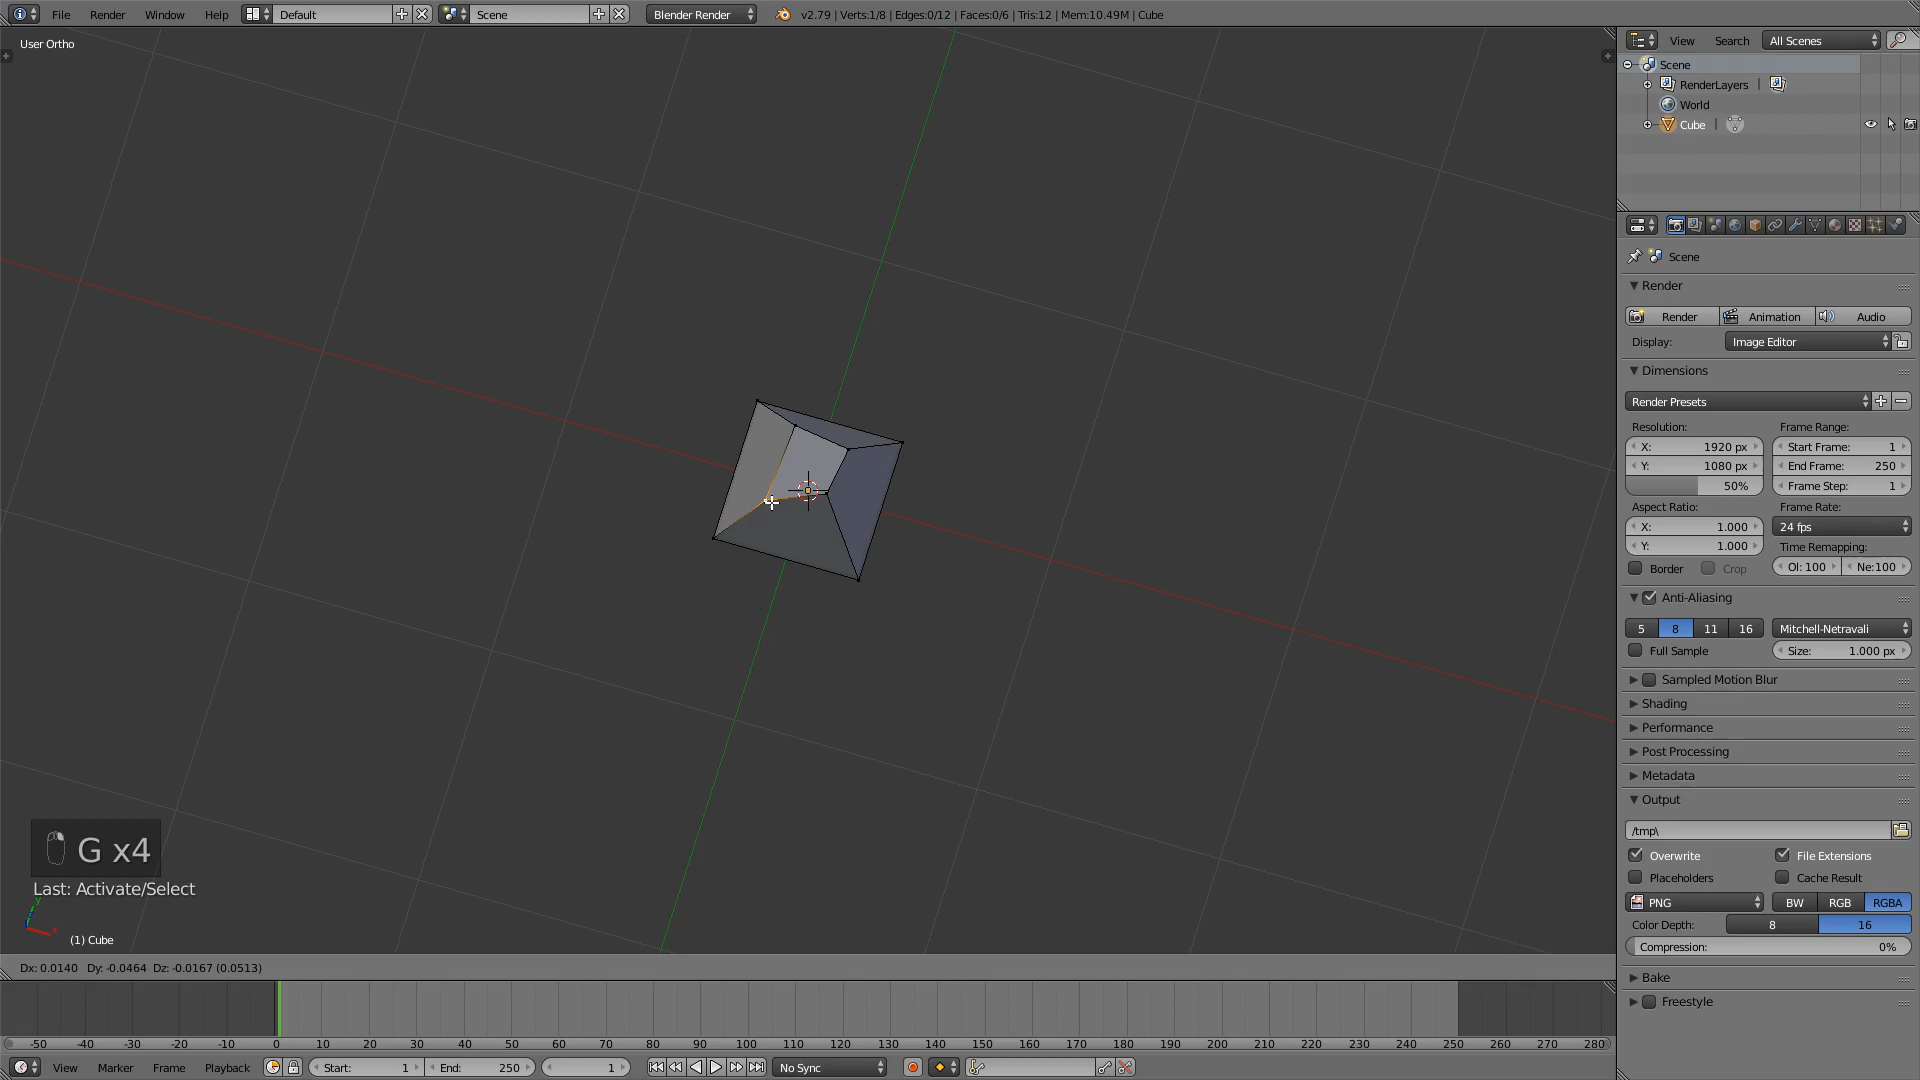 File Render Window Help Default Scene Blender Render v2.79 | Verts:1/8 | Edges:0/12 | Faces:0/6 | Tris:12 | Mem:10.49M | Cube
User Ortho
View Search All Scenes
Scene
RenderLayers |
World
Cube |
Scene
Render
Render Animation Audio
Display: Image Editor
Dimensions
Render Presets
Resolution: Frame Range:
X: 1920 px Start Frame: 1
Y: 1080 px End Frame: 250
50% Frame Step: 1
Aspect Ratio: Frame Rate:
X: 1.000 24 fps
Y: 1.000 Time Remapping:
Border Crop Ol: 100 Ne:100
Anti-Aliasing
5 8 11 16 Mitchell-Netravali
Full Sample Size: 1.000 px
Sampled Motion Blur
Shading
Performance
Post Processing
Metadata
Output
/tmp\
Overwrite File Extensions
Placeholders Cache Result
PNG BW RGB RGBA
Color Depth: 8 16
Compression: 0%
Bake
Freestyle
G x4
Last: Activate/Select
y
x
(1) Cube
Dx: 0.0140 Dy: -0.0464 Dz: -0.0167 (0.0513)
-50 -40 -30 -20 -10 0 10 20 30 40 50 60 70 80 90 100 110 120 130 140 150 160 170 180 190 200 210 220 230 240 250 260 270 280
View Marker Frame Playback Start: 1 End: 250 1 No Sync